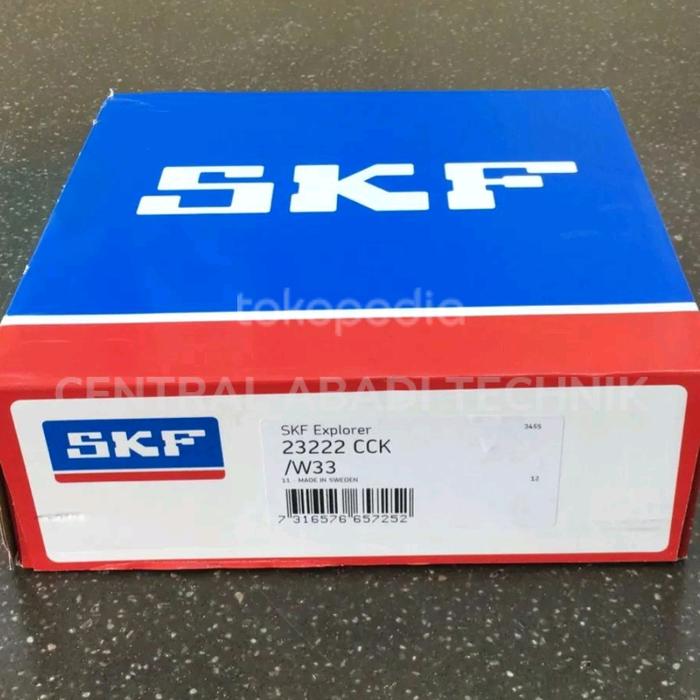 SKF
tokopedia
CENTRAL ABADI TECHNIK
SKF
SKF Explorer
3455
23222 CCK
/W33
11 - MADE IN SWEDEN
12
7 316576 657252